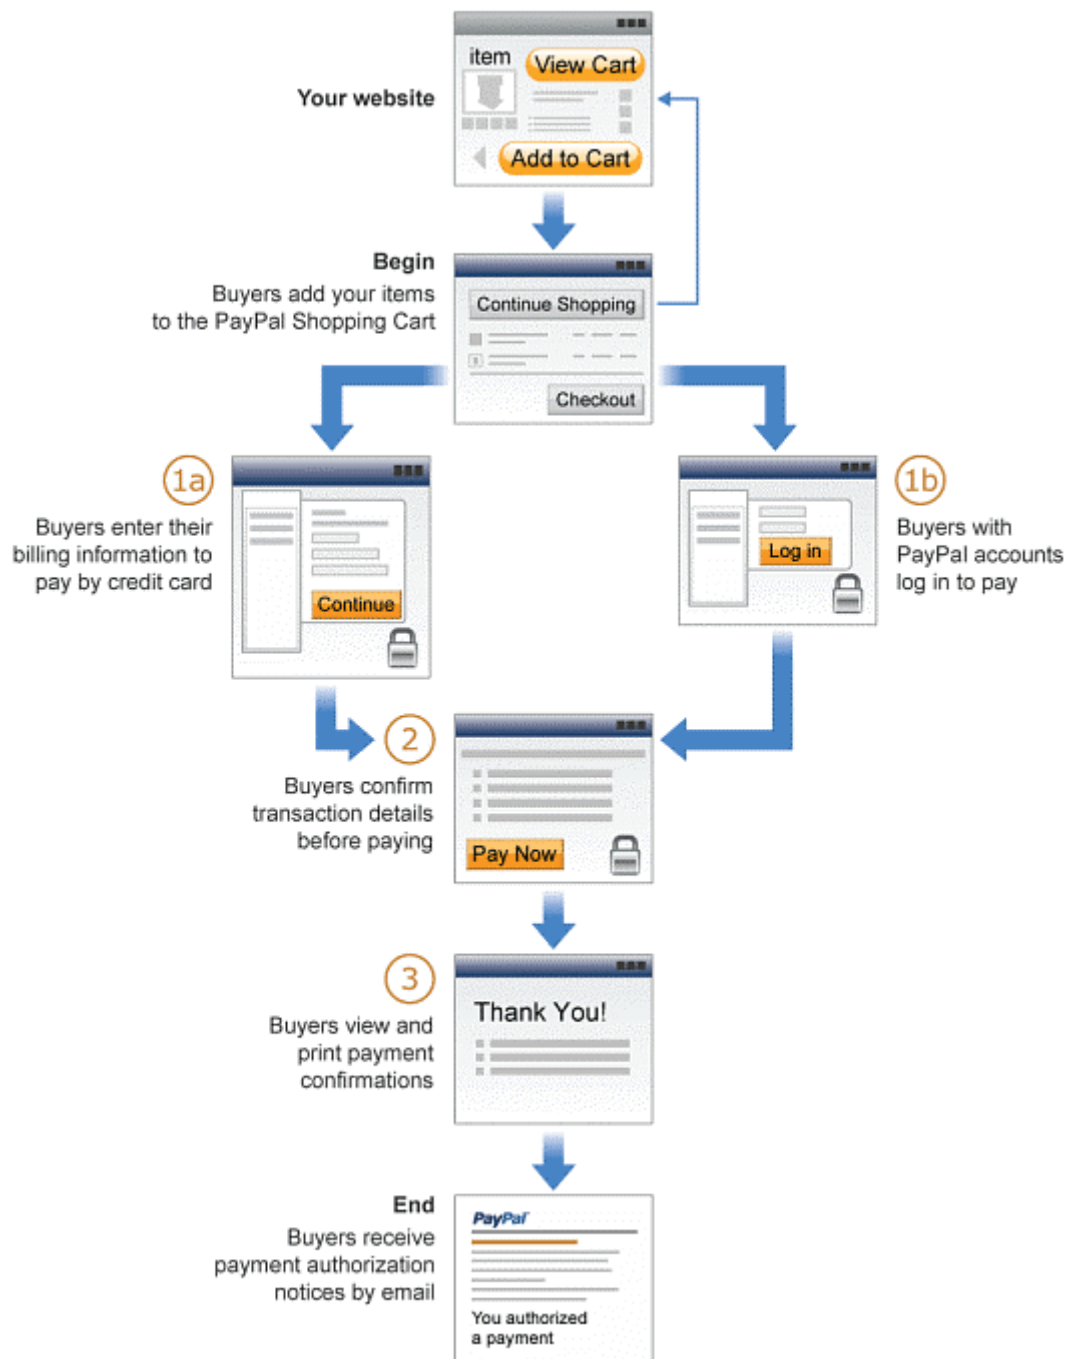 item
View Cart
Your website
Add to Cart
Begin
Buyers add your items
to the PayPal Shopping Cart
Continue Shopping
Checkout
1a
Buyers enter their
billing information to
pay by credit card
Continue
1b
Buyers with
PayPal accounts
log in to pay
Log in
2
Buyers confirm
transaction details
before paying
Pay Now
3
Buyers view and
print payment
confirmations
Thank You!
End
Buyers receive
payment authorization
notices by email
PayPal
You authorized
a payment